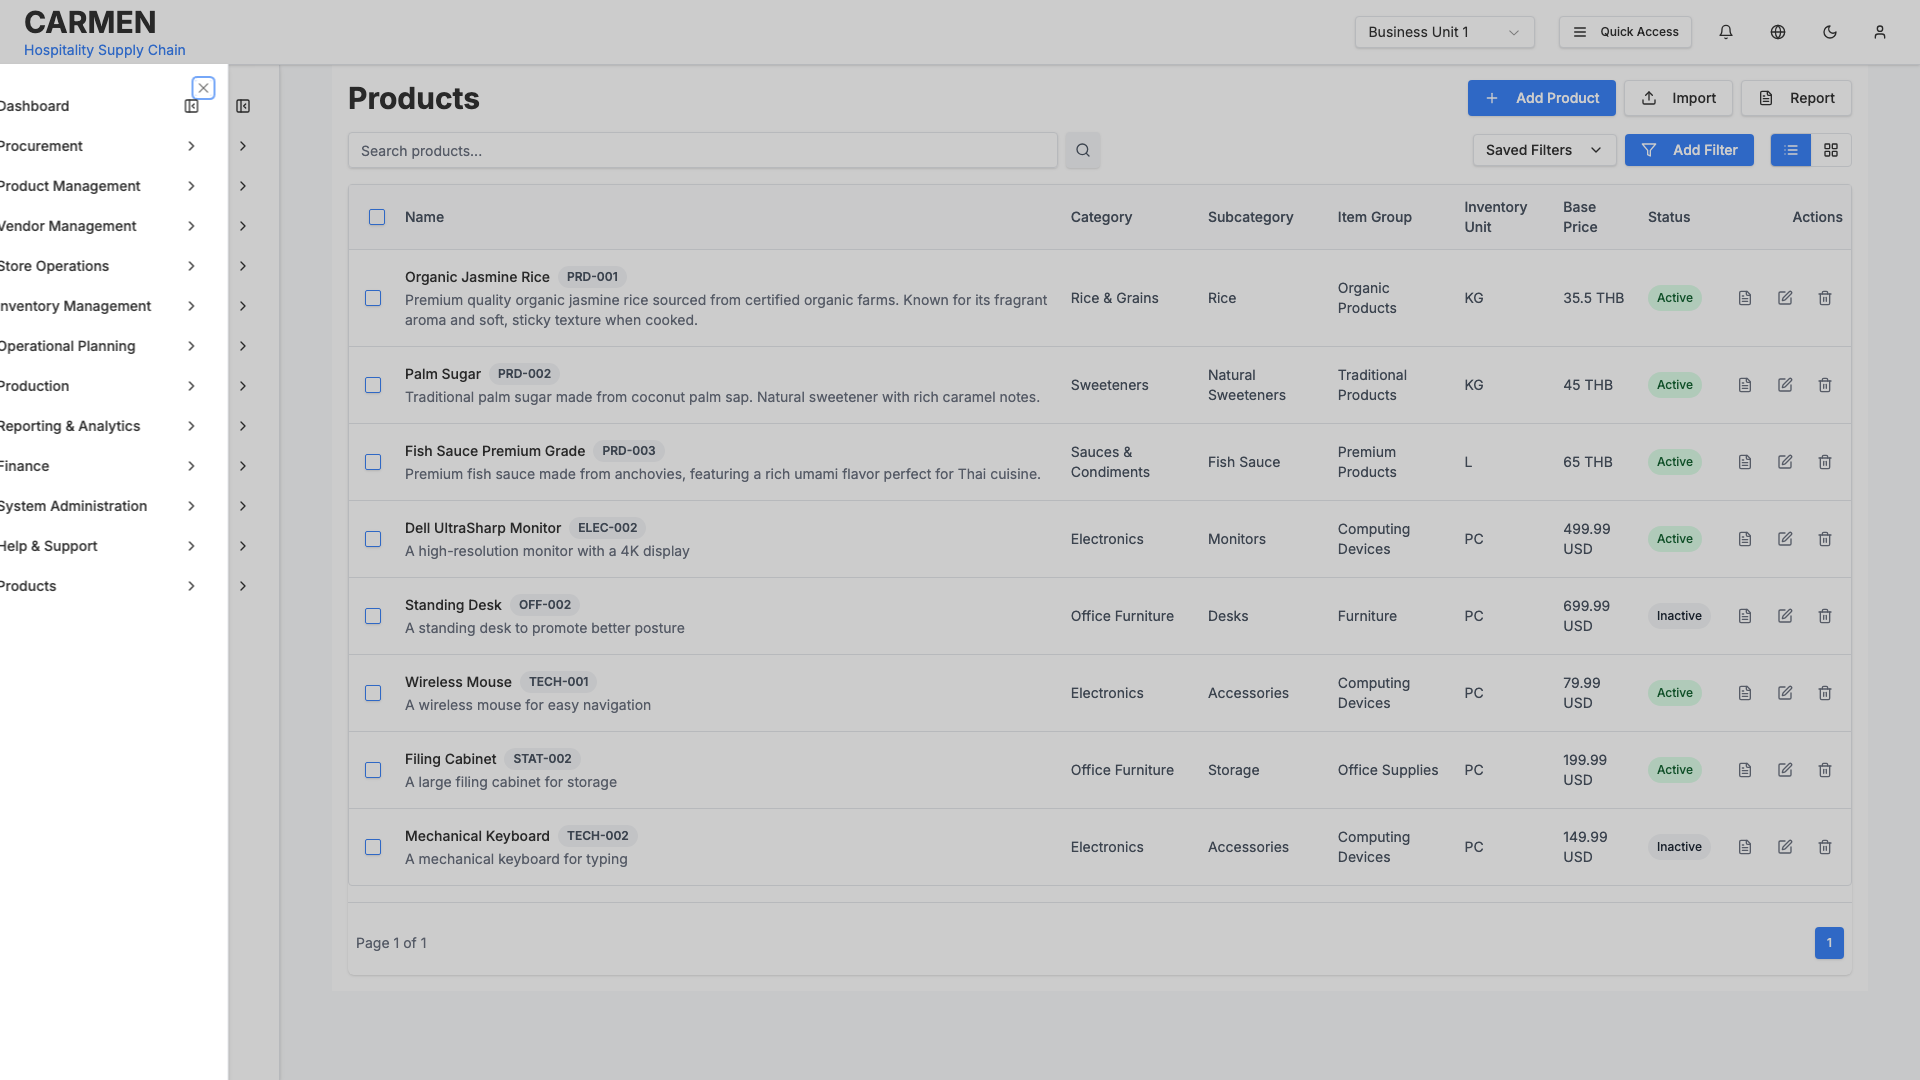 CARMEN
Hospitality Supply Chain
Business Unit 1
Quick Access
Dashboard
Procurement
Product Management
Vendor Management
Store Operations
Inventory Management
Operational Planning
Production
Reporting & Analytics
Finance
System Administration
Help & Support
Products
Products
Add Product
Import
Report
Search products...
Saved Filters
Add Filter
Name
Category
Subcategory
Item Group
Inventory
Unit
Base
Price
Status
Actions
Organic Jasmine Rice PRD-001
Premium quality organic jasmine rice sourced from certified organic farms. Known for its fragrant
aroma and soft, sticky texture when cooked.
Rice & Grains
Rice
Organic
Products
KG
35.5 THB
Active
Palm Sugar PRD-002
Traditional palm sugar made from coconut palm sap. Natural sweetener with rich caramel notes.
Sweeteners
Natural
Sweeteners
Traditional
Products
KG
45 THB
Active
Fish Sauce Premium Grade PRD-003
Premium fish sauce made from anchovies, featuring a rich umami flavor perfect for Thai cuisine.
Sauces &
Condiments
Fish Sauce
Premium
Products
L
65 THB
Active
Dell UltraSharp Monitor ELEC-002
A high-resolution monitor with a 4K display
Electronics
Monitors
Computing
Devices
PC
499.99
USD
Active
Standing Desk OFF-002
A standing desk to promote better posture
Office Furniture
Desks
Furniture
PC
699.99
USD
Inactive
Wireless Mouse TECH-001
A wireless mouse for easy navigation
Electronics
Accessories
Computing
Devices
PC
79.99
USD
Active
Filing Cabinet STAT-002
A large filing cabinet for storage
Office Furniture
Storage
Office Supplies
PC
199.99
USD
Active
Mechanical Keyboard TECH-002
A mechanical keyboard for typing
Electronics
Accessories
Computing
Devices
PC
149.99
USD
Inactive
Page 1 of 1
1